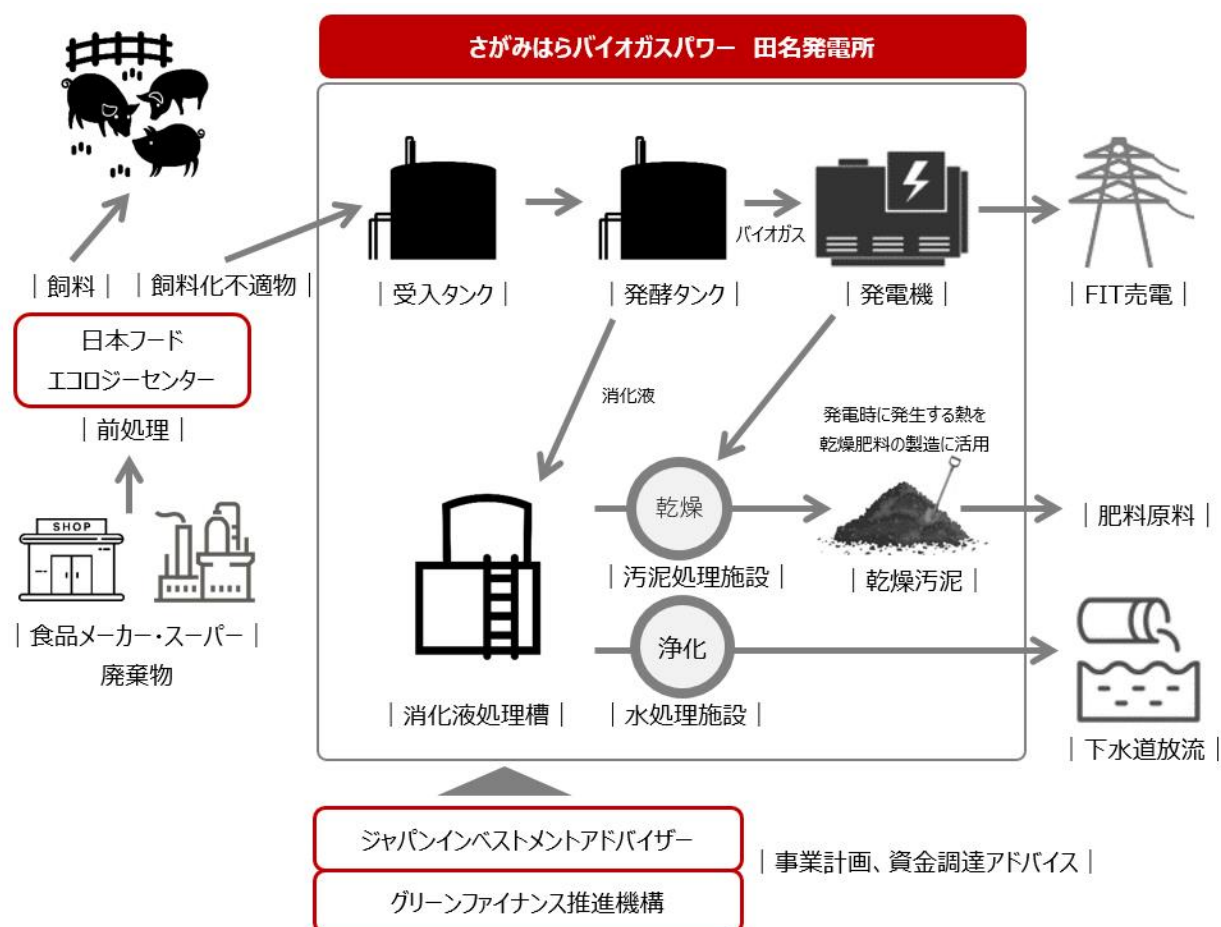 さがみはらバイオガスパワー 田名発電所
バイオガス
｜飼料｜
｜飼料化不適物｜
｜受入タンク｜
｜発酵タンク｜
｜発電機｜
｜FIT売電｜
日本フード
エコロジーセンター
｜前処理｜
消化液
発電時に発生する熱を
乾燥肥料の製造に活用
SHOP
乾燥
｜肥料原料｜
｜汚泥処理施設｜
｜乾燥汚泥｜
｜食品メーカー・スーパー｜
廃棄物
浄化
｜消化液処理槽｜
｜水処理施設｜
｜下水道放流｜
ジャパンインベストメントアドバイザー
｜事業計画、資金調達アドバイス｜
グリーンファイナンス推進機構